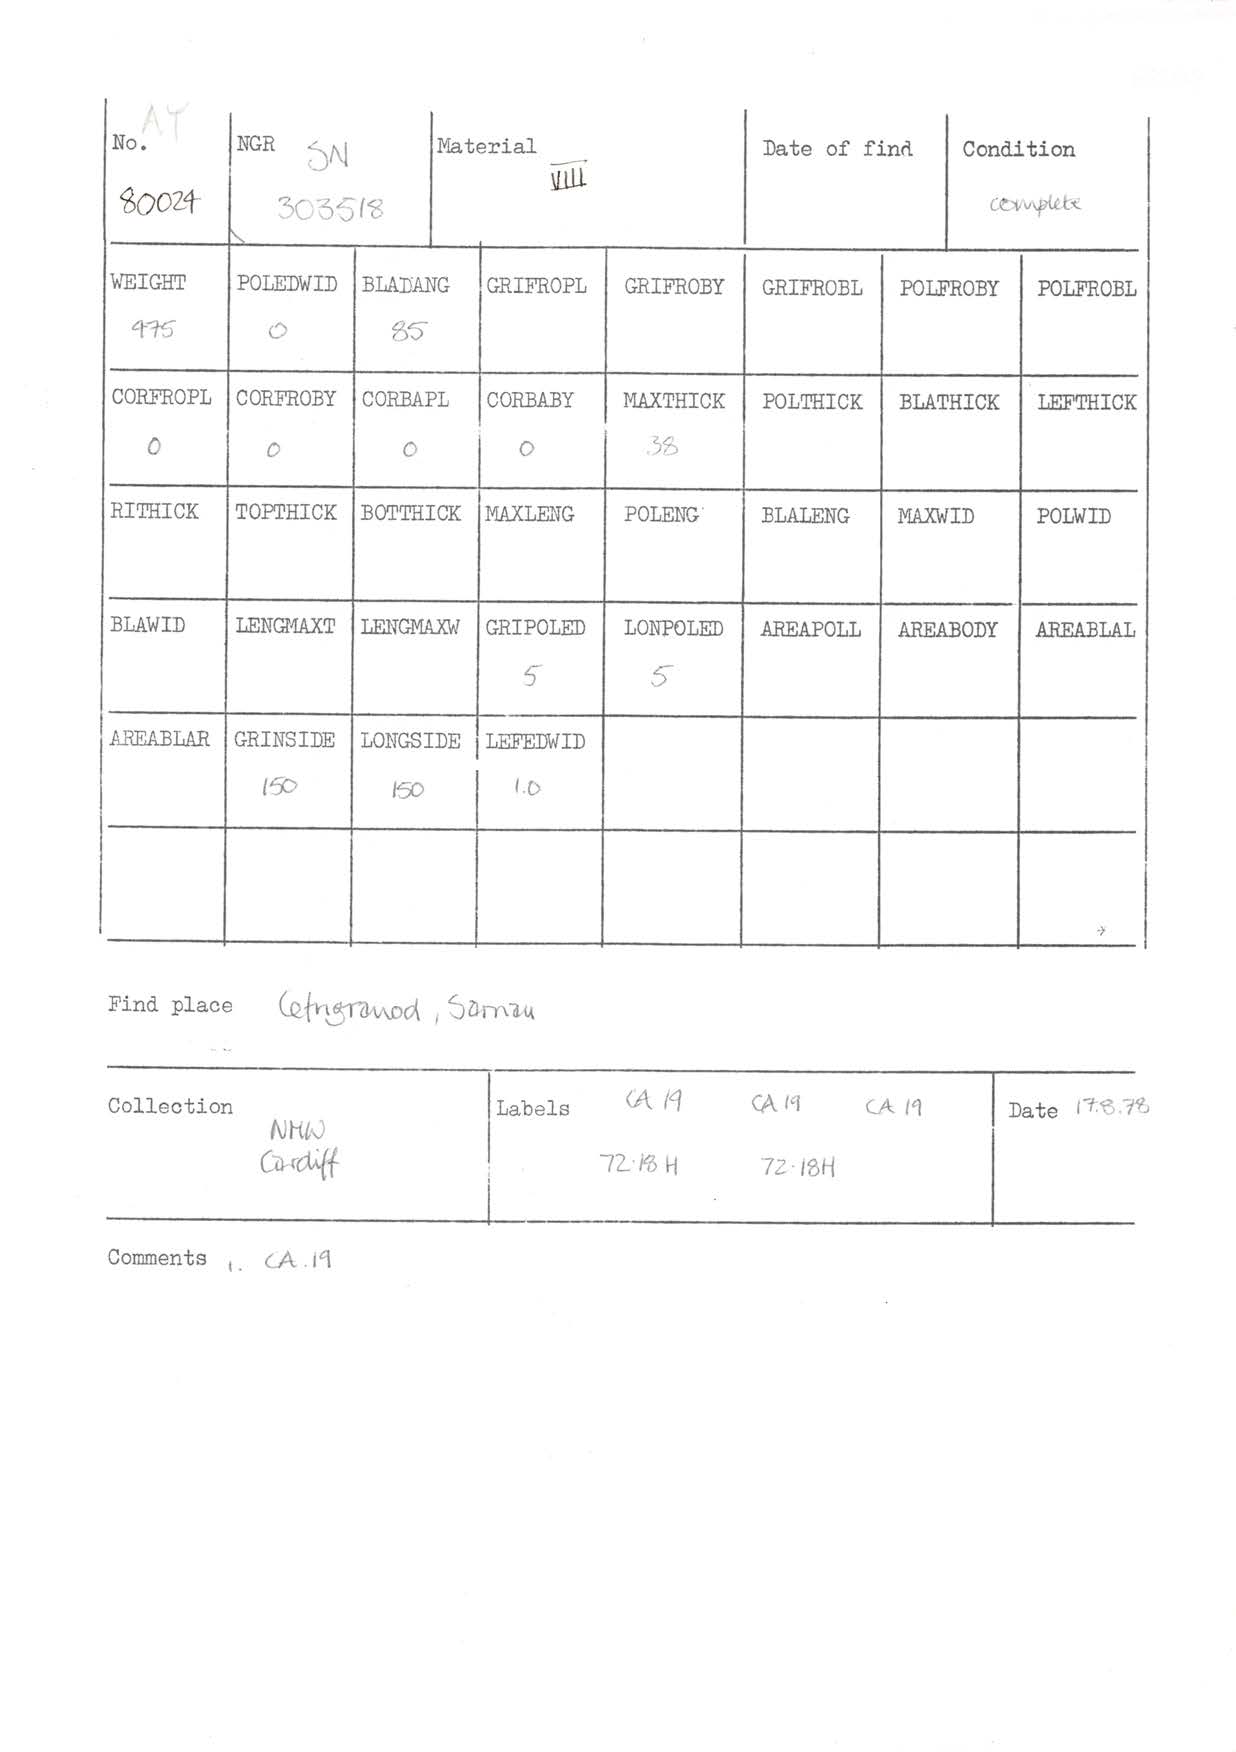 AY
No. NGR SN Material VIII Date of find Condition
80024 303518 complete
WEIGHT POLEDWID BLADANG GRIFROPL GRIFROBY GRIFROBL POLFROBY POLFROBL
475 0 85
CORFROPL CORFROBY CORBAPL CORBABY MAXTHICK POLTHICK BLATHICK LEFTHICK
0 0 0 0 38
RITHICK TOPTHICK BOTTHICK MAXLENG POLENG BLALENG MAXWID POLWID
BLAWID LENGMAXT LENGMAXW GRIPOLED LONPOLED AREAPOLL AREABODY AREABLAL
5 5
AREABLAR GRINSIDE LONGSIDE LEFEDWID
150 150 1.0
Find place Cefngranod, Sarnau
Collection Labels CA 19 CA 19 CA 19 Date 17.8.78
NMW
Cardiff 72.18H 72.18H
Comments 1. CA.19